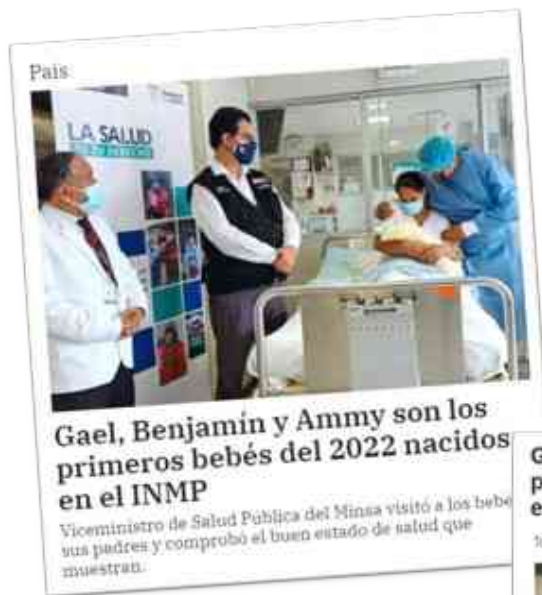 País
LA SALUD
Gael, Benjamín y Ammy son los
primeros bebés del 2022 nacidos
en el INMP
Viceministro de Salud Pública del Minsa visitó a los bebe
sus padres y comprobó el buen estado de salud que
muestran.
G
p
e